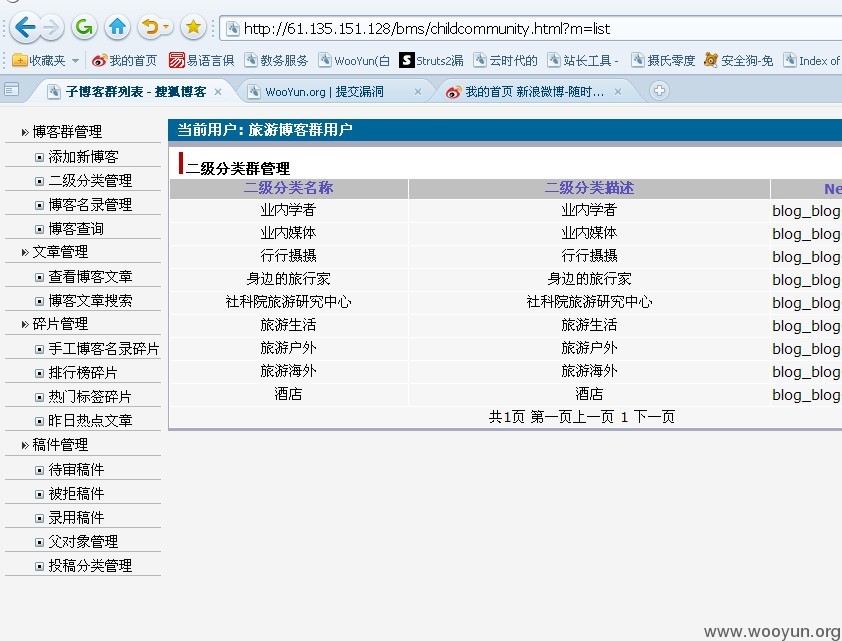 http://61.135.151.128/bms/childcommunity.html?m=list
收藏夹 我的首页 易语言俱 教务服务 WooYun(白 Struts2漏 云时代的 站长工具 - 摄氏零度 安全狗-免 Index of
子博客群列表 - 搜狐博客 WooYun.org | 提交漏洞 我的首页 新浪微博-随时...
博客群管理
添加新博客
二级分类管理
博客名录管理
博客查询
文章管理
查看博客文章
博客文章搜索
碎片管理
手工博客名录碎片
排行榜碎片
热门标签碎片
昨日热点文章
稿件管理
待审稿件
被拒稿件
录用稿件
父对象管理
投稿分类管理
当前用户: 旅游博客群用户
二级分类群管理
二级分类名称 二级分类描述 Ne
业内学者 业内学者 blog_blog
业内媒体 业内媒体 blog_blog
行行摄摄 行行摄摄 blog_blog
身边的旅行家 身边的旅行家 blog_blog
社科院旅游研究中心 社科院旅游研究中心 blog_blog
旅游生活 旅游生活 blog_blog
旅游户外 旅游户外 blog_blog
旅游海外 旅游海外 blog_blog
酒店 酒店 blog_blog
共1页 第一页上一页 1 下一页
www.wooyun.org